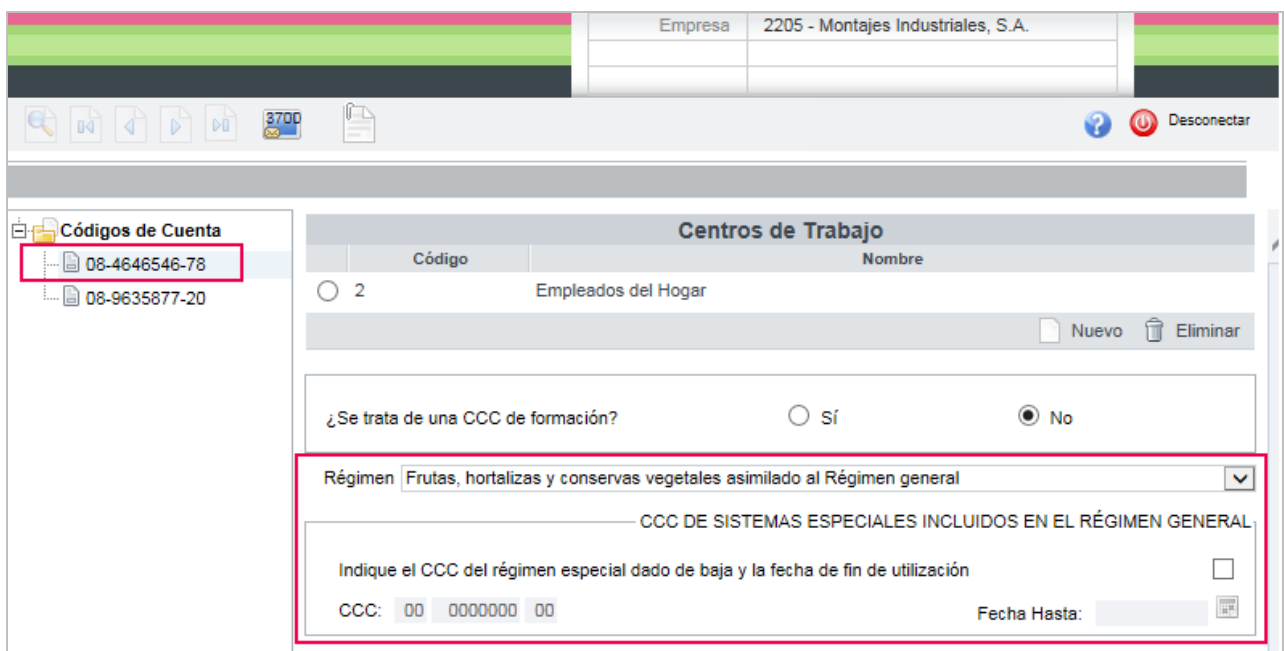 Empresa 2205 - Montajes Industriales, S.A.
3700
Desconectar
Códigos de Cuenta
08-4646546-78
08-9635877-20
Centros de Trabajo
Código Nombre
2 Empleados del Hogar
Nuevo Eliminar
¿Se trata de una CCC de formación? Sí No
Régimen Frutas, hortalizas y conservas vegetales asimilado al Régimen general
CCC DE SISTEMAS ESPECIALES INCLUIDOS EN EL RÉGIMEN GENERAL
Indique el CCC del régimen especial dado de baja y la fecha de fin de utilización
CCC: 00 0000000 00 Fecha Hasta: